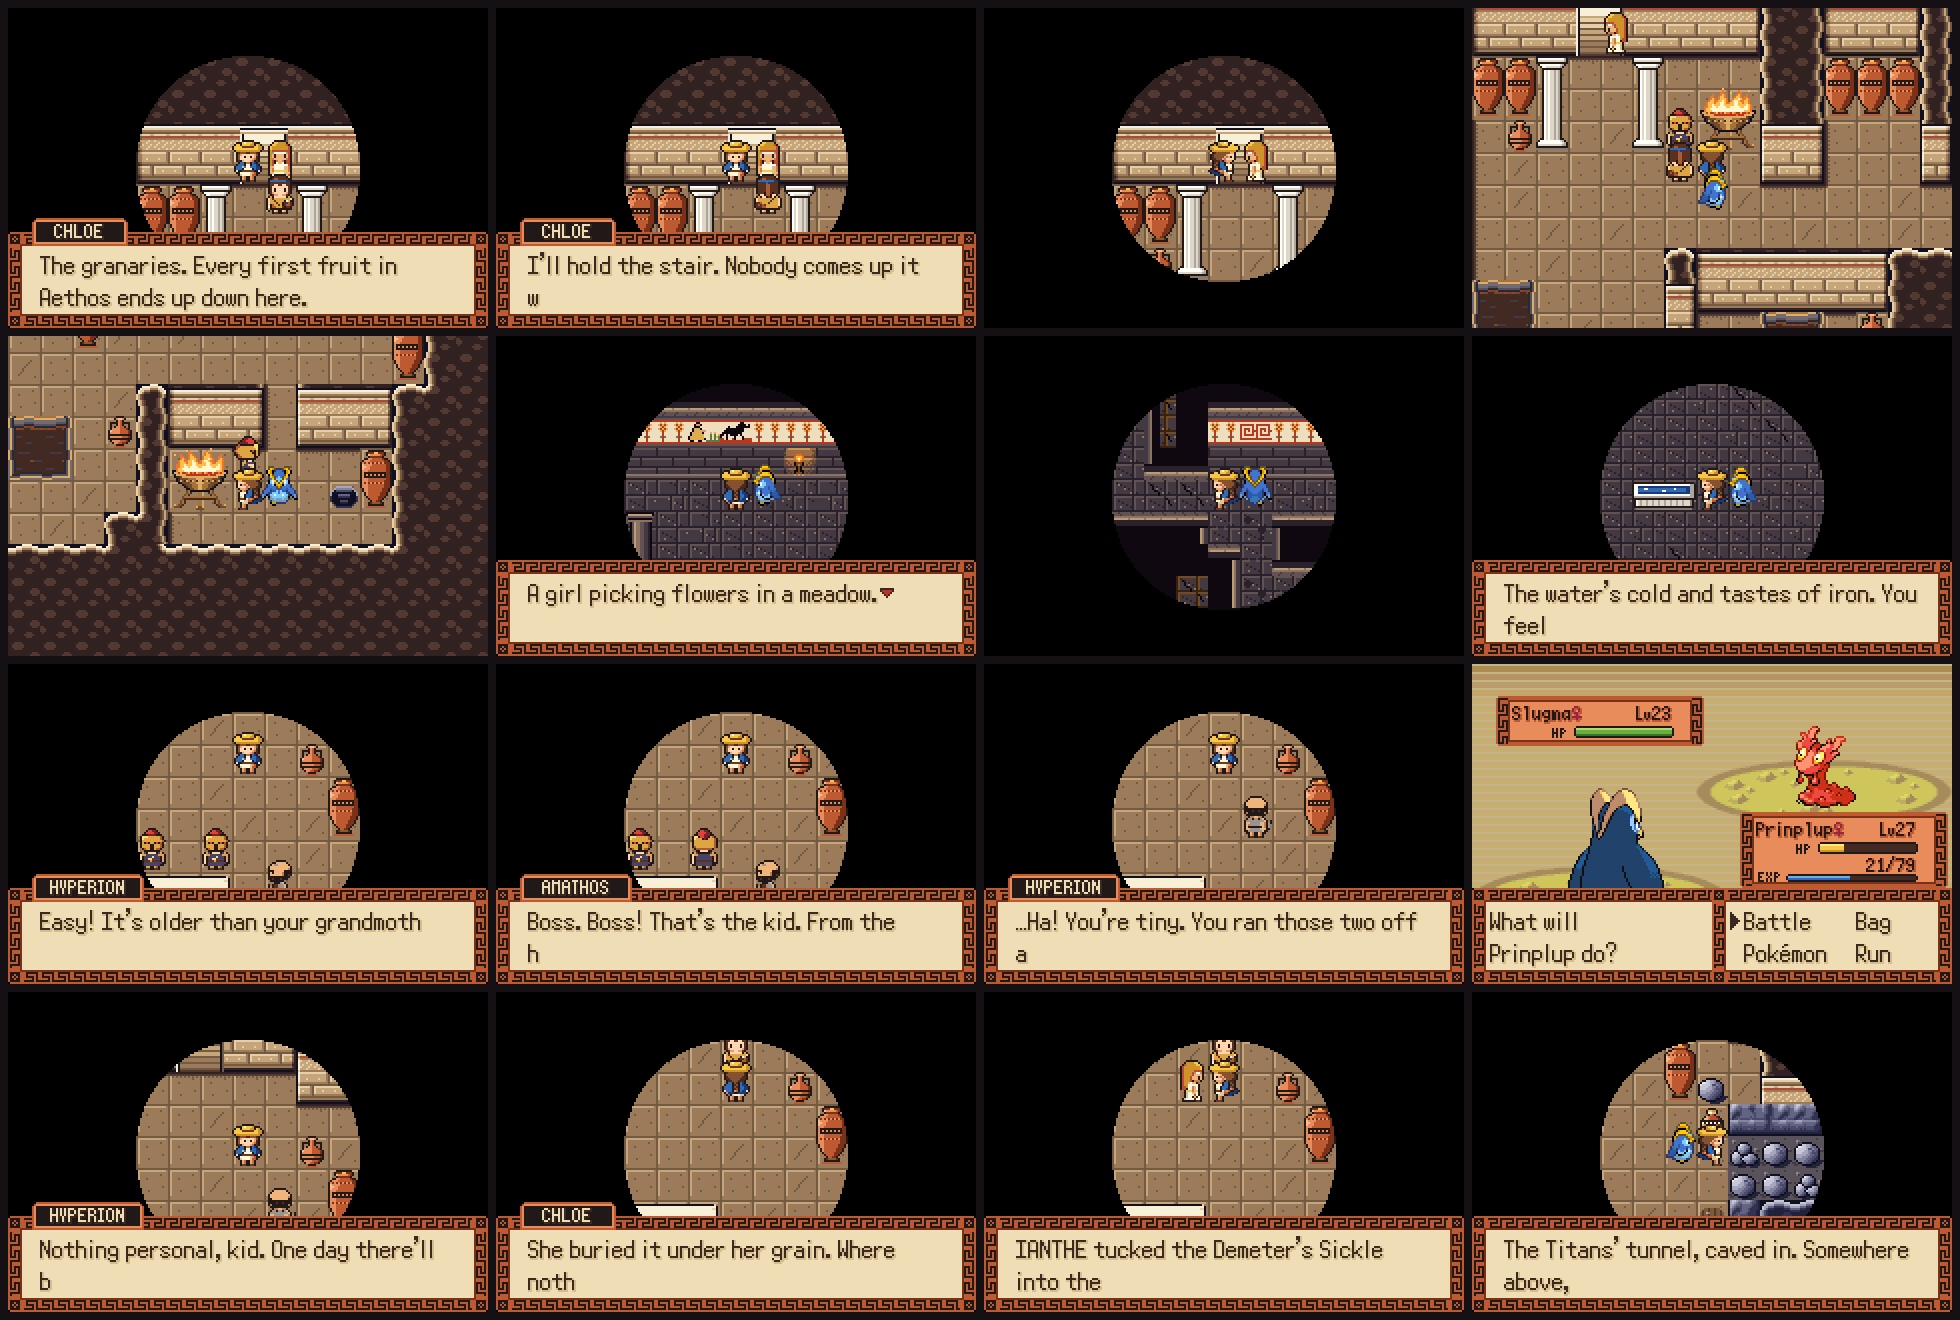 CHLOE
The granaries. Every first fruit in
Aethos ends up down here.
CHLOE
I'll hold the stair. Nobody comes up it
w
A girl picking flowers in a meadow.
The water's cold and tastes of iron. You
feel
HYPERION
Easy! It's older than your grandmoth
AMATHOS
Boss. Boss! That's the kid. From the
h
HYPERION
…Ha! You're tiny. You ran those two off
a
Slugma♀ Lv23
HP
Prinplup♀ Lv27
HP
21/79
EXP
What will
Prinplup do?
Battle Bag
Pokémon Run
HYPERION
Nothing personal, kid. One day there'll
b
CHLOE
She buried it under her grain. Where
noth
IANTHE tucked the Demeter's Sickle
into the
The Titans' tunnel, caved in. Somewhere
above,